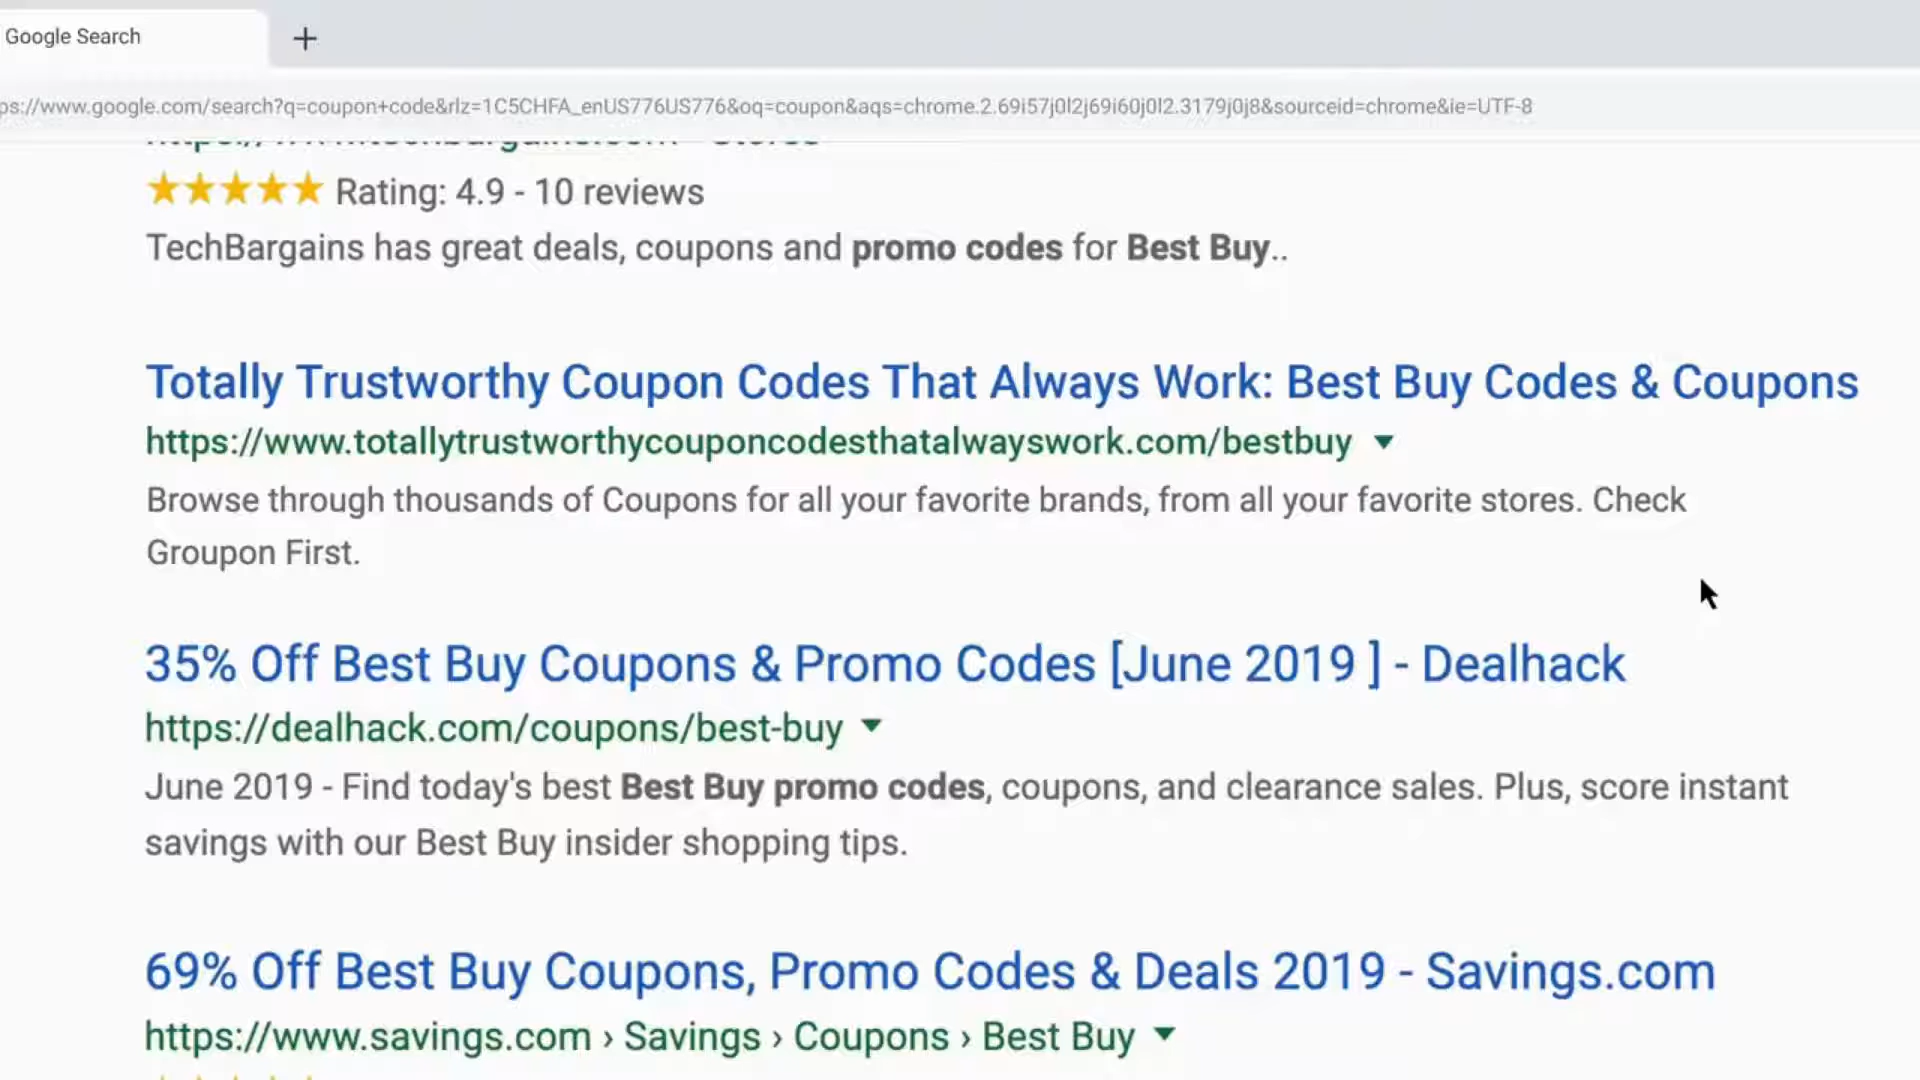 Google Search
ps://www.google.com/search?q=coupon+code&rlz=1C5CHFA_enUS776US776&oq=coupon&aqs=chrome.2.69i57j0l2j69i60j0l2.3179j0j8&sourceid=chrome&ie=UTF-8
Rating: 4.9 - 10 reviews
TechBargains has great deals, coupons and promo codes for Best Buy..
Totally Trustworthy Coupon Codes That Always Work: Best Buy Codes & Coupons
https://www.totallytrustworthycouponcodesthatalwayswork.com/bestbuy
Browse through thousands of Coupons for all your favorite brands, from all your favorite stores. Check
Groupon First.
35% Off Best Buy Coupons & Promo Codes [June 2019 ] - Dealhack
https://dealhack.com/coupons/best-buy
June 2019 - Find today's best Best Buy promo codes, coupons, and clearance sales. Plus, score instant
savings with our Best Buy insider shopping tips.
69% Off Best Buy Coupons, Promo Codes & Deals 2019 - Savings.com
https://www.savings.com › Savings › Coupons › Best Buy